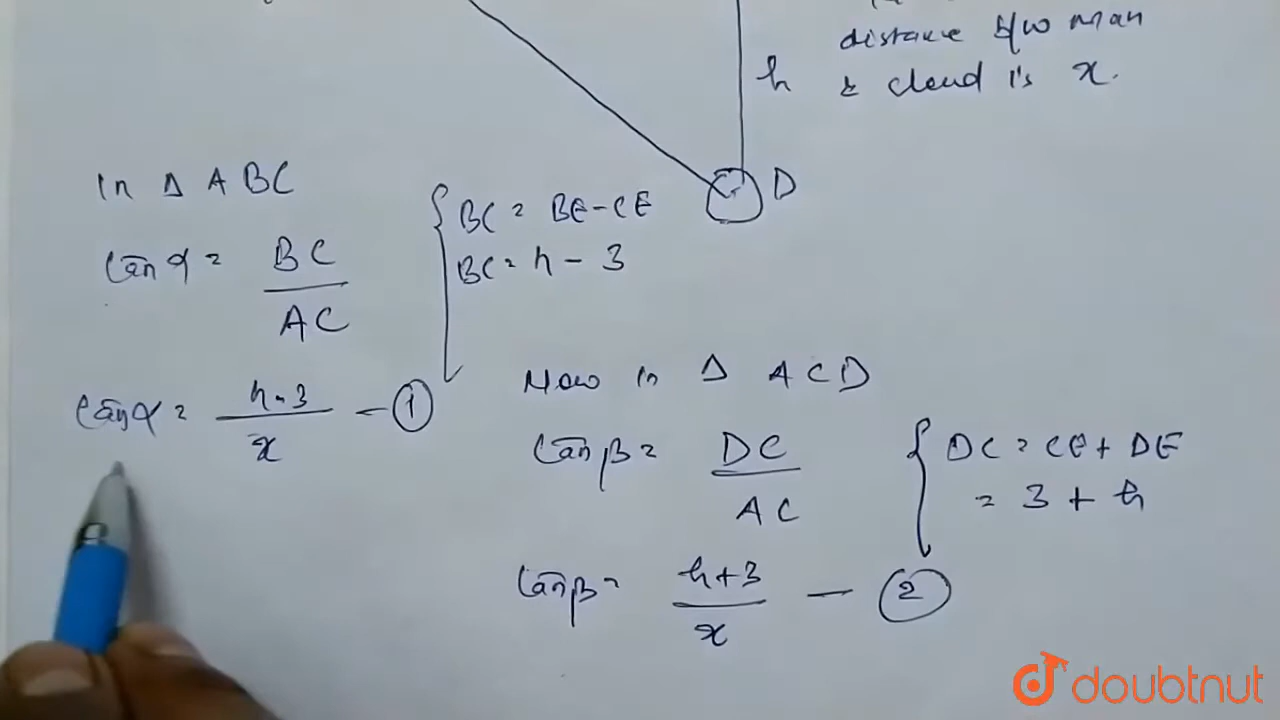 distance b/w man
h & cloud is x.
D
In Δ ABC
tan α = BC / AC
{ BC = BE - CE
BC = h - 3
tan α = h - 3 / x — ①
Now in Δ ACD
tan β = DC / AC
{ DC = CE + DE
= 3 + h
tan β = h + 3 / x — ②
doubtnut